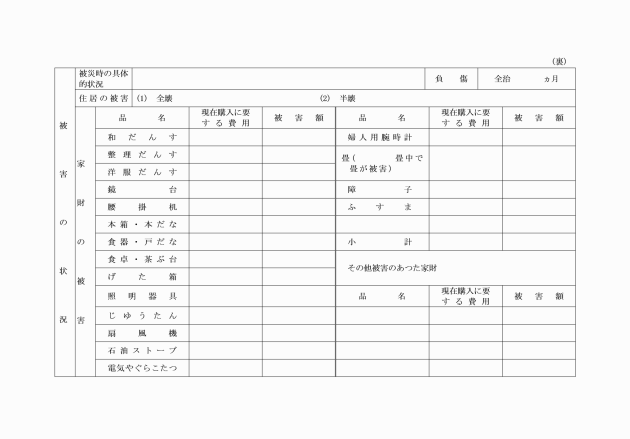 (裏)
被災時の具体
的状況
負傷
全治 ヵ月
住居の被害 (1) 全壊 (2) 半壊
被害の状況
家財の被害
品名 現在購入に要 被害額 品名 現在購入に要 被害額
する費用 する費用
和だんす 婦人用腕時計
整理だんす 畳( 畳中で
洋服だんす 畳が被害)
鏡台 障子
腰掛机 ふすま
本箱・本だな
食器・戸だな 小計
食卓・茶ぶ台 その他被害のあつた家財
げた箱
照明器具 品名 現在購入に要 被害額
する費用
じゆうたん
扇風機
石油ストーブ
電気やぐらこたつ